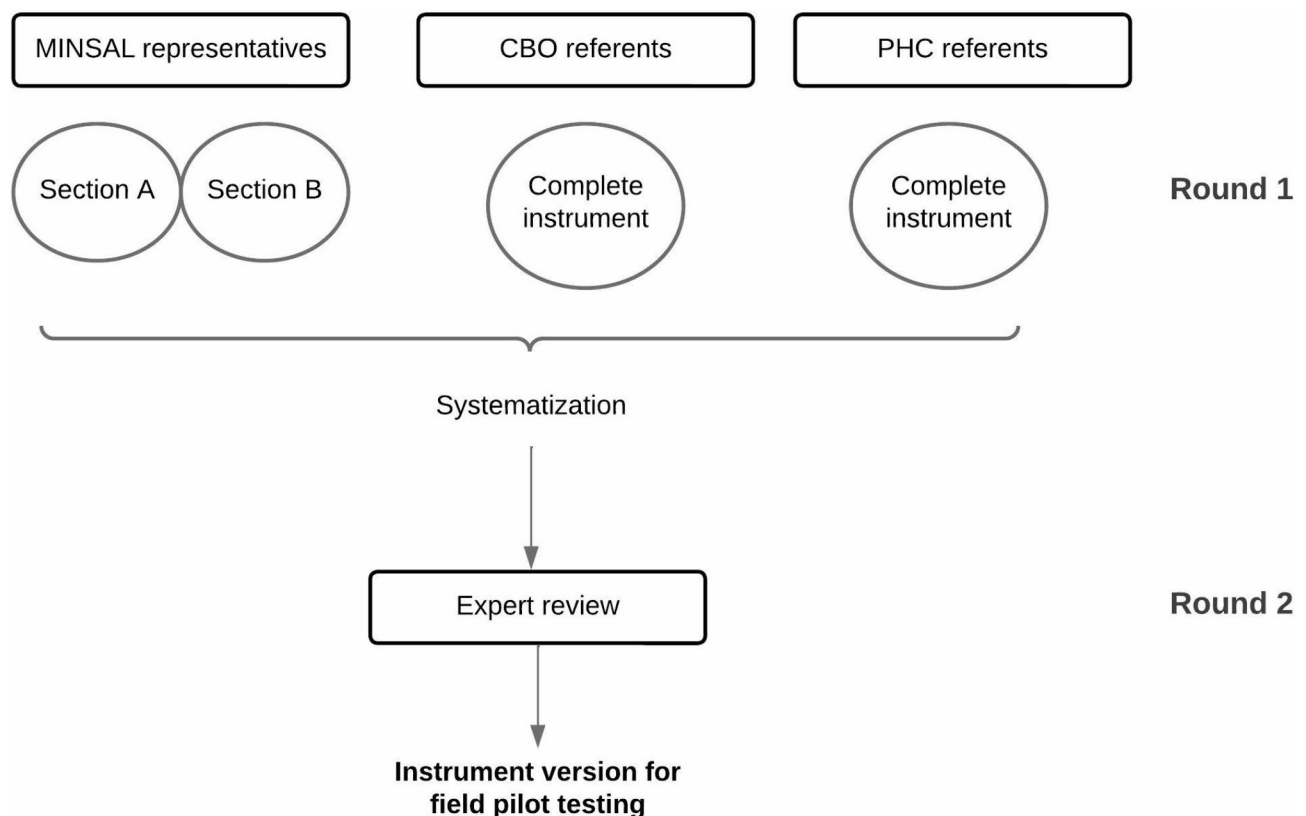 MINSAL representatives
CBO referents
PHC referents
Section A
Section B
Complete
instrument
Complete
instrument
Round 1
Systematization
Expert review
Round 2
Instrument version for
field pilot testing